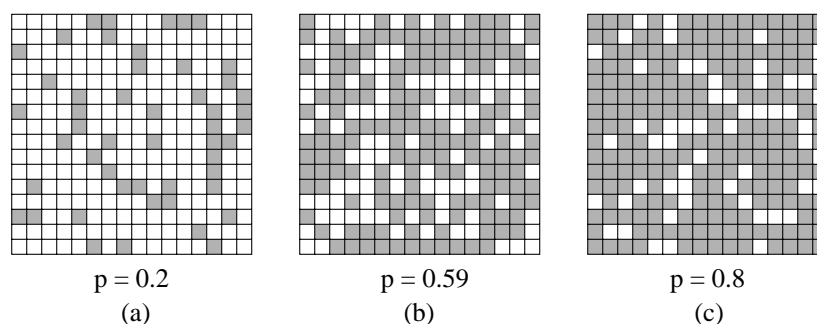 p = 0.2 p = 0.59 p = 0.8
(a) (b) (c)